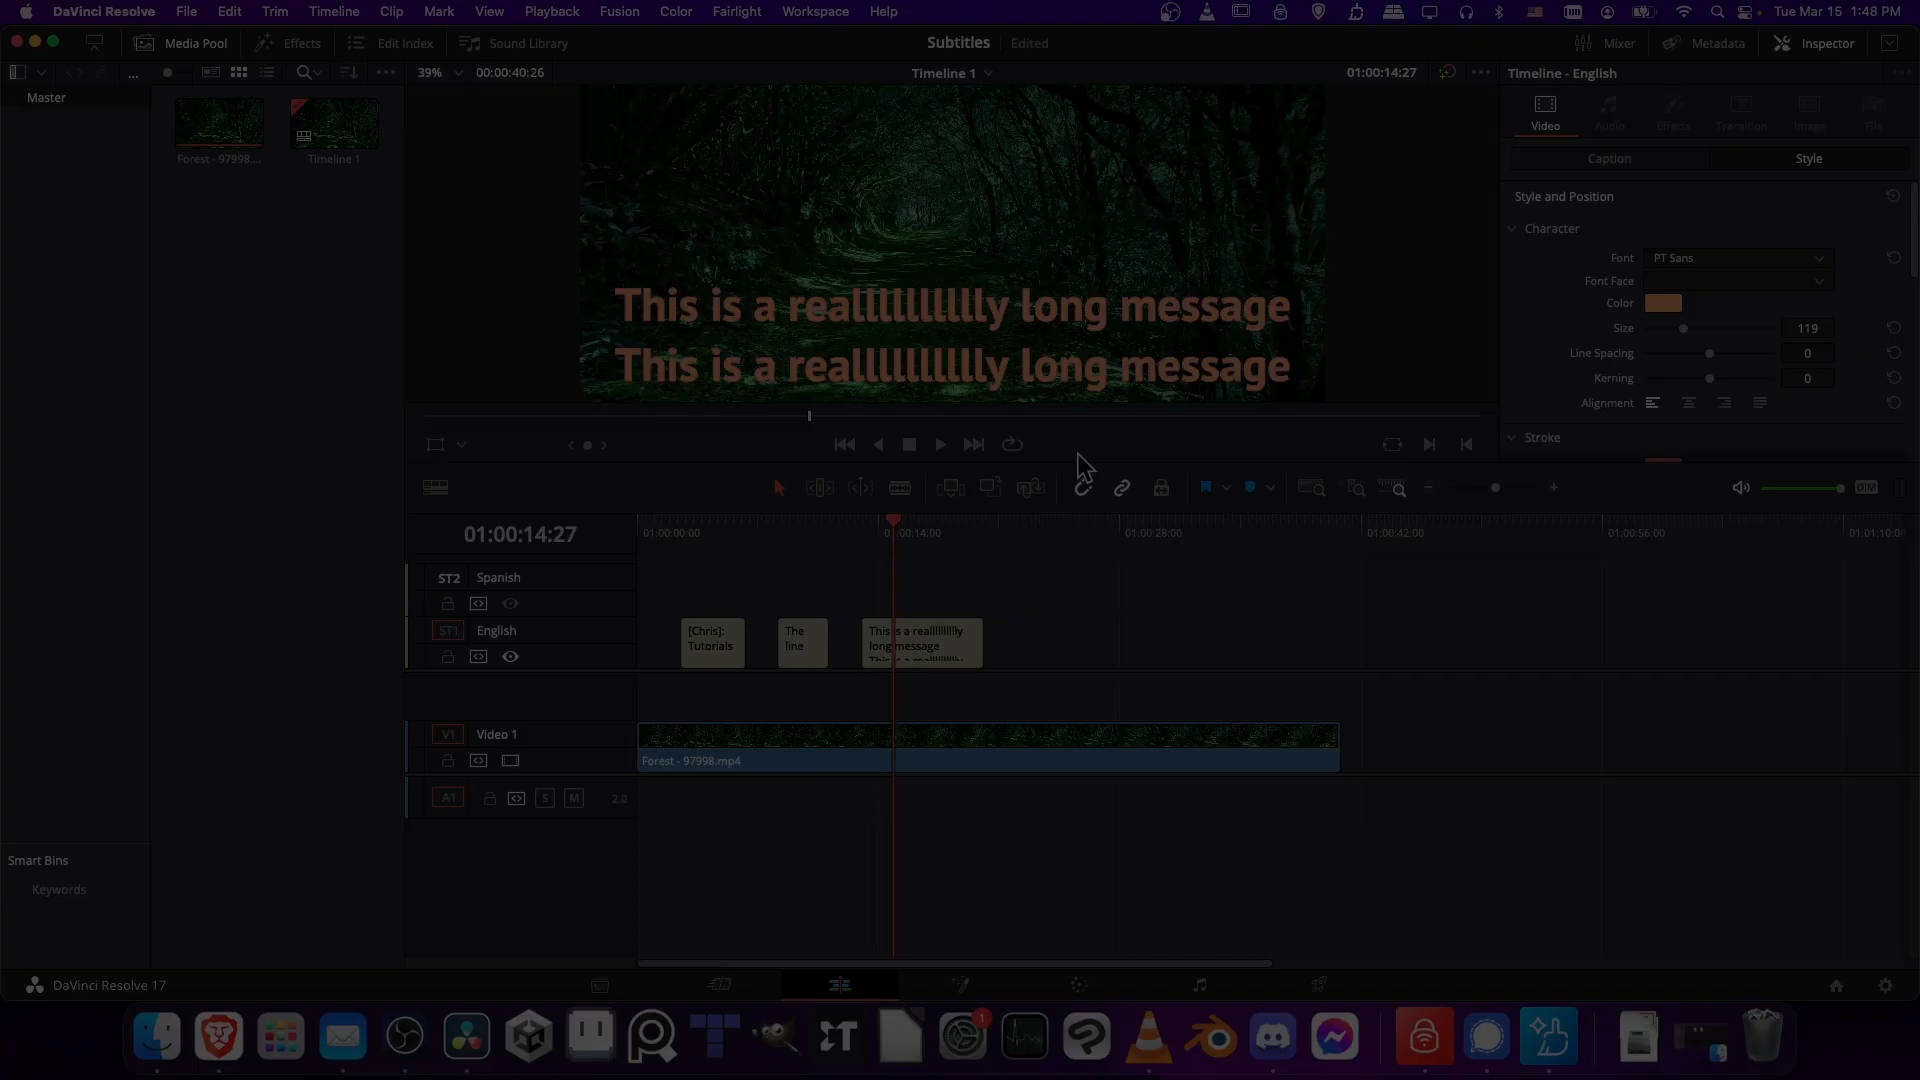 DaVinci Resolve File Edit Trim Timeline Clip Mark View Playback Fusion Color Fairlight Workspace Help Tue Mar 15 1:48 PM
Media Pool Effects Edit Index Sound Library Subtitles Edited Mixer Metadata Inspector
39% 00:00:40:26 Timeline 1 01:00:14:27 Timeline - English
Master
Forest - 97998.... Timeline 1
Video Audio Effects Transition Image File
Caption Style
Style and Position
Character
Font PT Sans
Font Face
Color
Size 119
Line Spacing 0
Kerning 0
Alignment
Stroke
This is a reallllllllllly long message
This is a reallllllllllly long message
DIM
01:00:14:27
01:00:00:00 01:00:14:00 01:00:28:00 01:00:42:00 01:00:56:00 01:01:10:00
ST2 Spanish
ST1 English
[Chris]:
Tutorials
The
line
This is a reallllllllllly
long message
This is a reallllllllllly
V1 Video 1
Forest - 97998.mp4
A1 S M 2.0
Smart Bins
Keywords
DaVinci Resolve 17
1